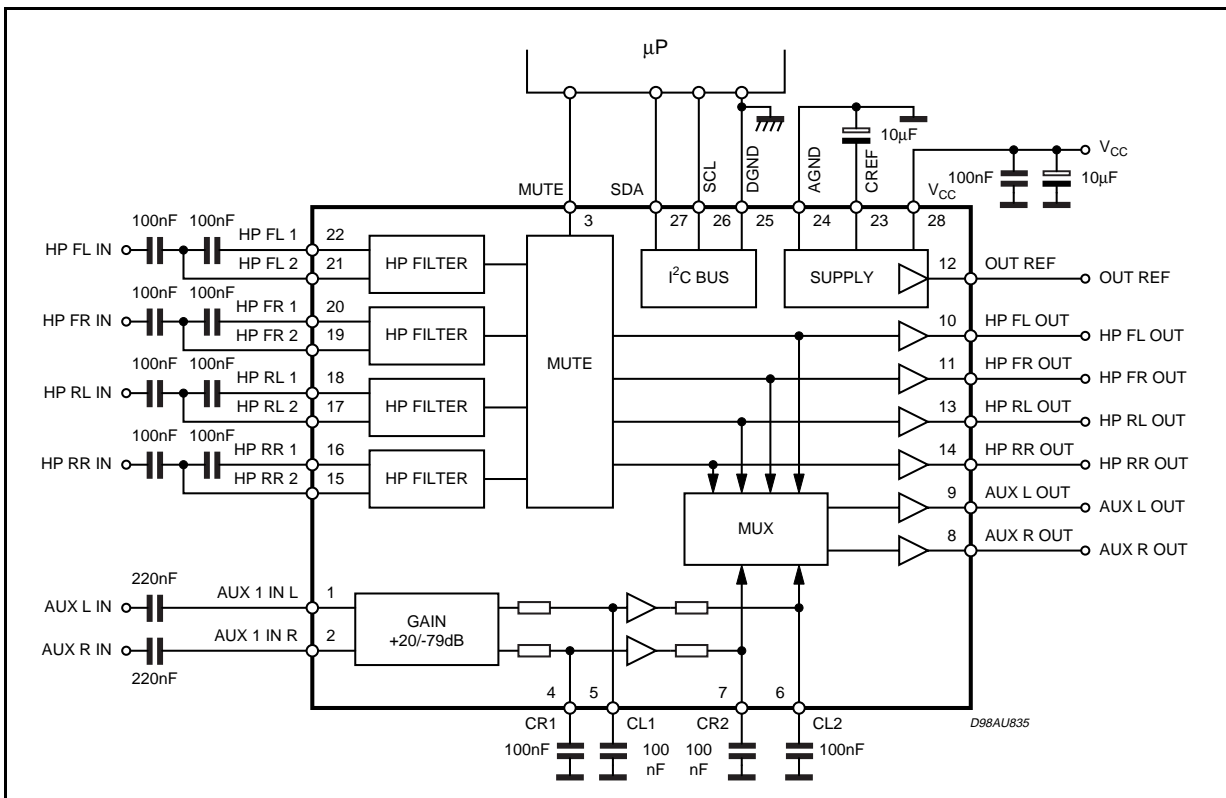 μP
10μF
VCC
100nF
10μF
MUTE
SDA
SCL
DGND
AGND
CREF
VCC
3
27
26
25
24
23
28
100nF
100nF
HP FL IN
HP FL 1
22
HP FL 2
21
HP FILTER
I2C BUS
SUPPLY
12
OUT REF
OUT REF
100nF
100nF
HP FR IN
HP FR 1
20
HP FR 2
19
HP FILTER
MUTE
10
HP FL OUT
HP FL OUT
11
HP FR OUT
HP FR OUT
100nF
100nF
HP RL IN
HP RL 1
18
HP RL 2
17
HP FILTER
13
HP RL OUT
HP RL OUT
100nF
100nF
HP RR IN
HP RR 1
16
HP RR 2
15
HP FILTER
14
HP RR OUT
HP RR OUT
MUX
9
AUX L OUT
AUX L OUT
8
AUX R OUT
AUX R OUT
220nF
AUX L IN
AUX 1 IN L
1
GAIN
+20/-79dB
AUX R IN
AUX 1 IN R
2
220nF
4
5
7
6
CR1
CL1
CR2
CL2
D98AU835
100nF
100
nF
100
nF
100nF